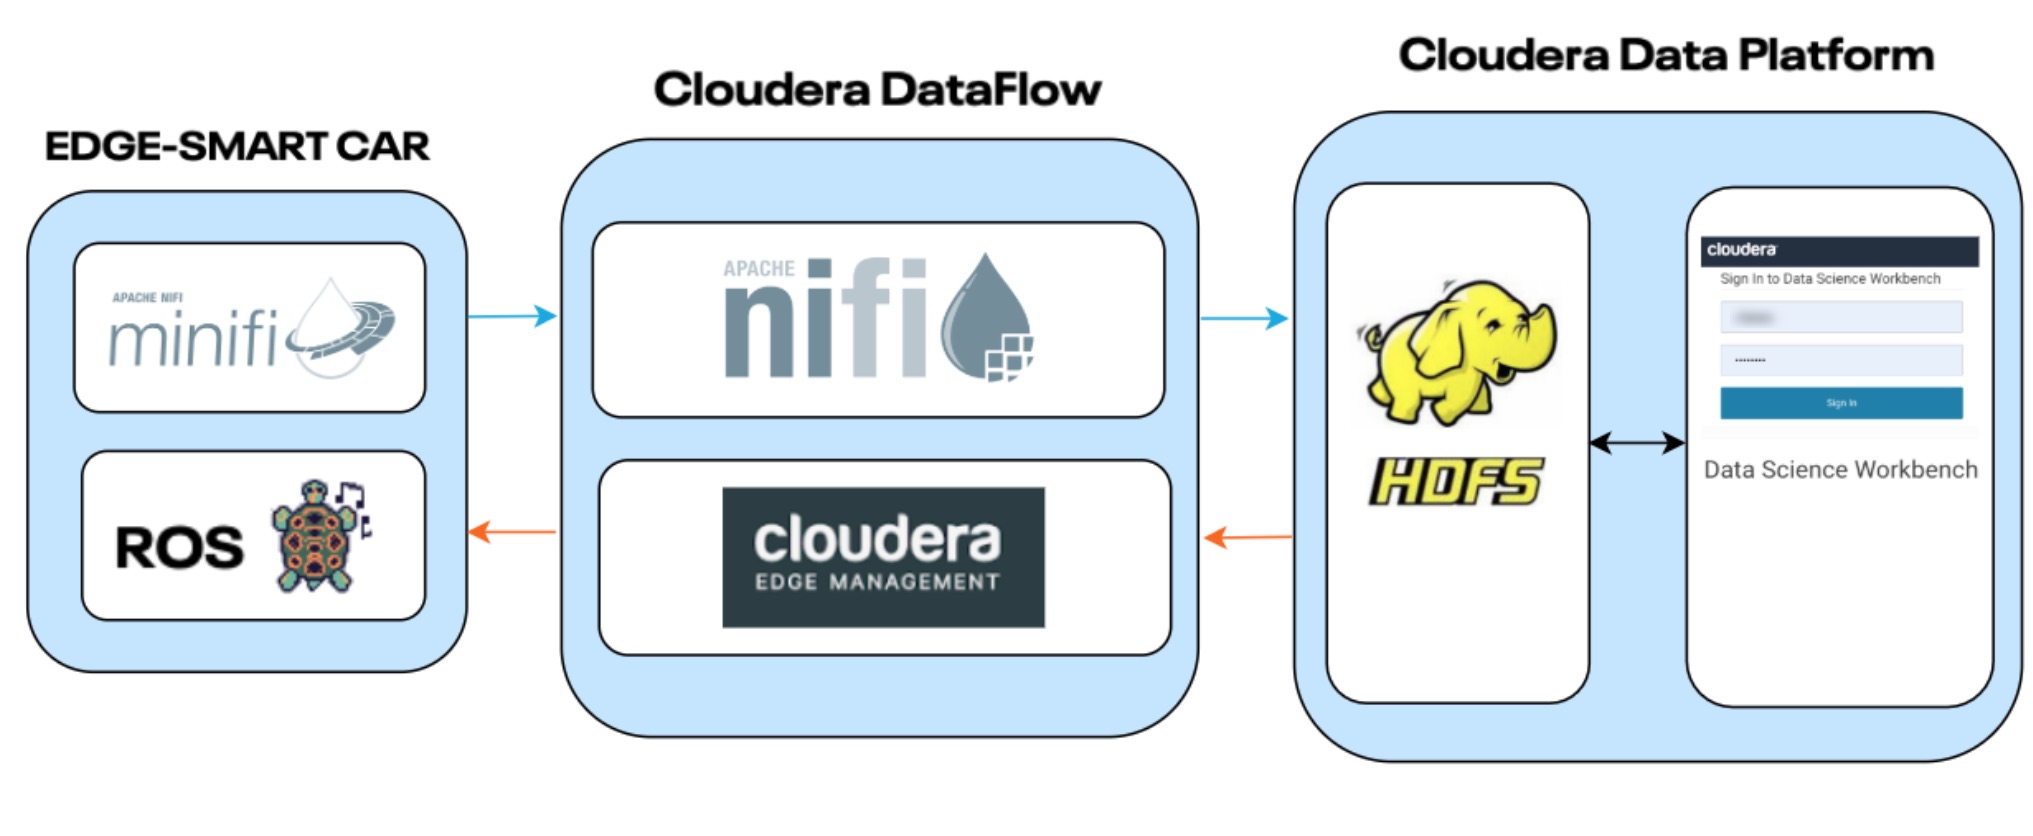 EDGE-SMART CAR
APACHE NIFI
minifi
ROS
Cloudera DataFlow
APACHE
nifi
cloudera
EDGE MANAGEMENT
Cloudera Data Platform
HDFS
cloudera
Sign In to Data Science Workbench
Sign In
Data Science Workbench